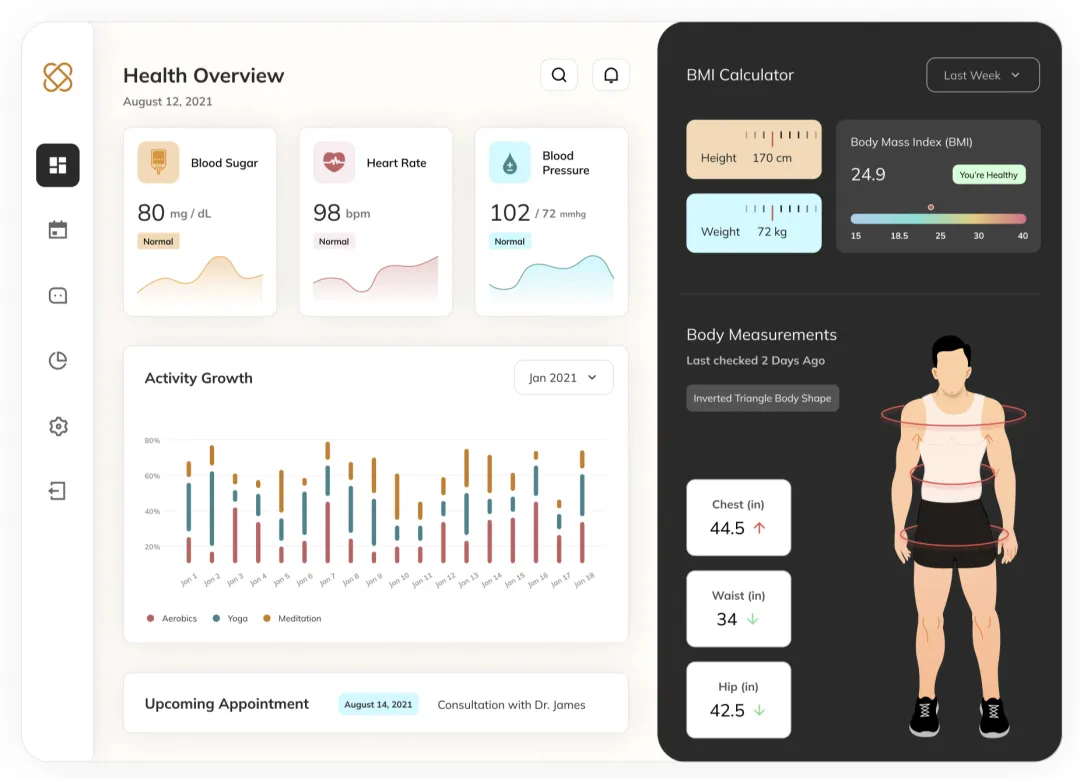 Health Overview
August 12, 2021
Blood Sugar
80 mg / dL
Normal
Heart Rate
98 bpm
Normal
Blood
Pressure
102 / 72 mmhg
Normal
Activity Growth
Jan 2021
80%
60%
40%
20%
Jan 1 Jan 2 Jan 3 Jan 4 Jan 5 Jan 6 Jan 7 Jan 8 Jan 9 Jan 10 Jan 11 Jan 12 Jan 13 Jan 14 Jan 15 Jan 16 Jan 17 Jan 18
Aerobics Yoga Meditation
Upcoming Appointment August 14, 2021 Consultation with Dr. James
BMI Calculator
Last Week
Height 170 cm
Weight 72 kg
Body Mass Index (BMI)
24.9 You're Healthy
15 18.5 25 30 40
Body Measurements
Last checked 2 Days Ago
Inverted Triangle Body Shape
Chest (in)
44.5
Waist (in)
34
Hip (in)
42.5